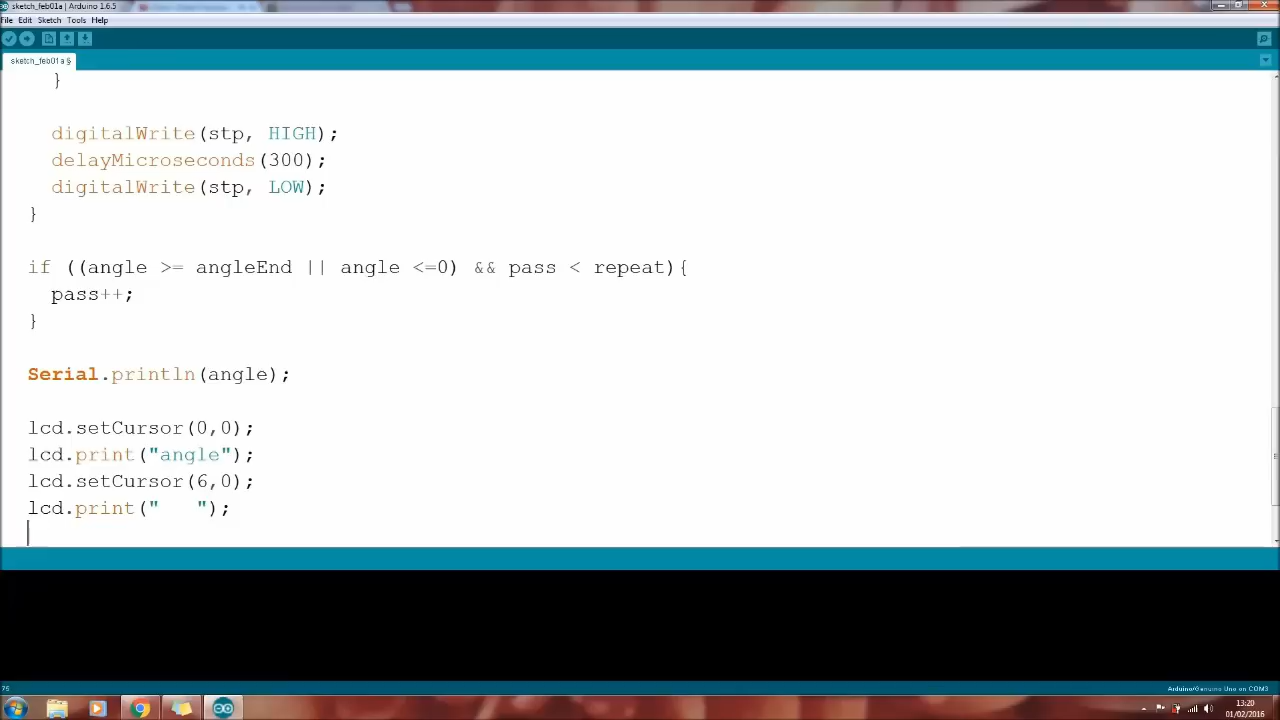 sketch_feb01a | Arduino 1.6.5
File Edit Sketch Tools Help
sketch_feb01a §
}
digitalWrite(stp, HIGH);
delayMicroseconds(300);
digitalWrite(stp, LOW);
}
if ((angle >= angleEnd || angle <=0) && pass < repeat){
pass++;
}
Serial.println(angle);
lcd.setCursor(0,0);
lcd.print("angle");
lcd.setCursor(6,0);
lcd.print("   ");
75
Arduino/Genuino Uno on COM3
13:20
01/02/2016